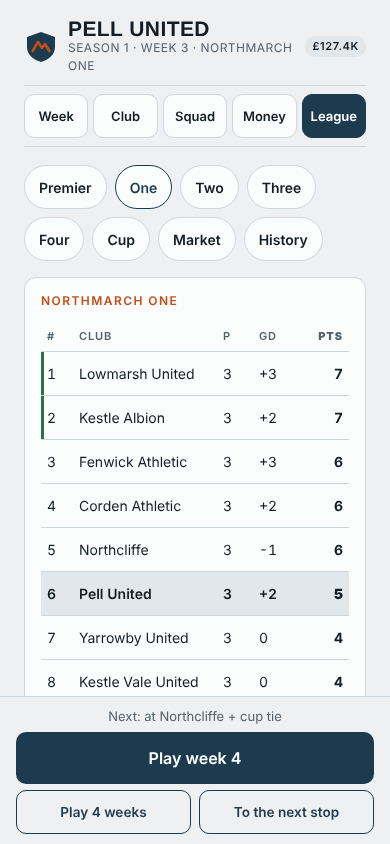 PELL UNITED
SEASON 1 · WEEK 3 · NORTHMARCH
ONE
£127.4K
Week Club Squad Money League
Premier One Two Three
Four Cup Market History
NORTHMARCH ONE
# CLUB P GD PTS
1 Lowmarsh United 3 +3 7
2 Kestle Albion 3 +2 7
3 Fenwick Athletic 3 +3 6
4 Corden Athletic 3 +2 6
5 Northcliffe 3 -1 6
6 Pell United 3 +2 5
7 Yarrowby United 3 0 4
8 Kestle Vale United 3 0 4
Next: at Northcliffe + cup tie
Play week 4
Play 4 weeks To the next stop